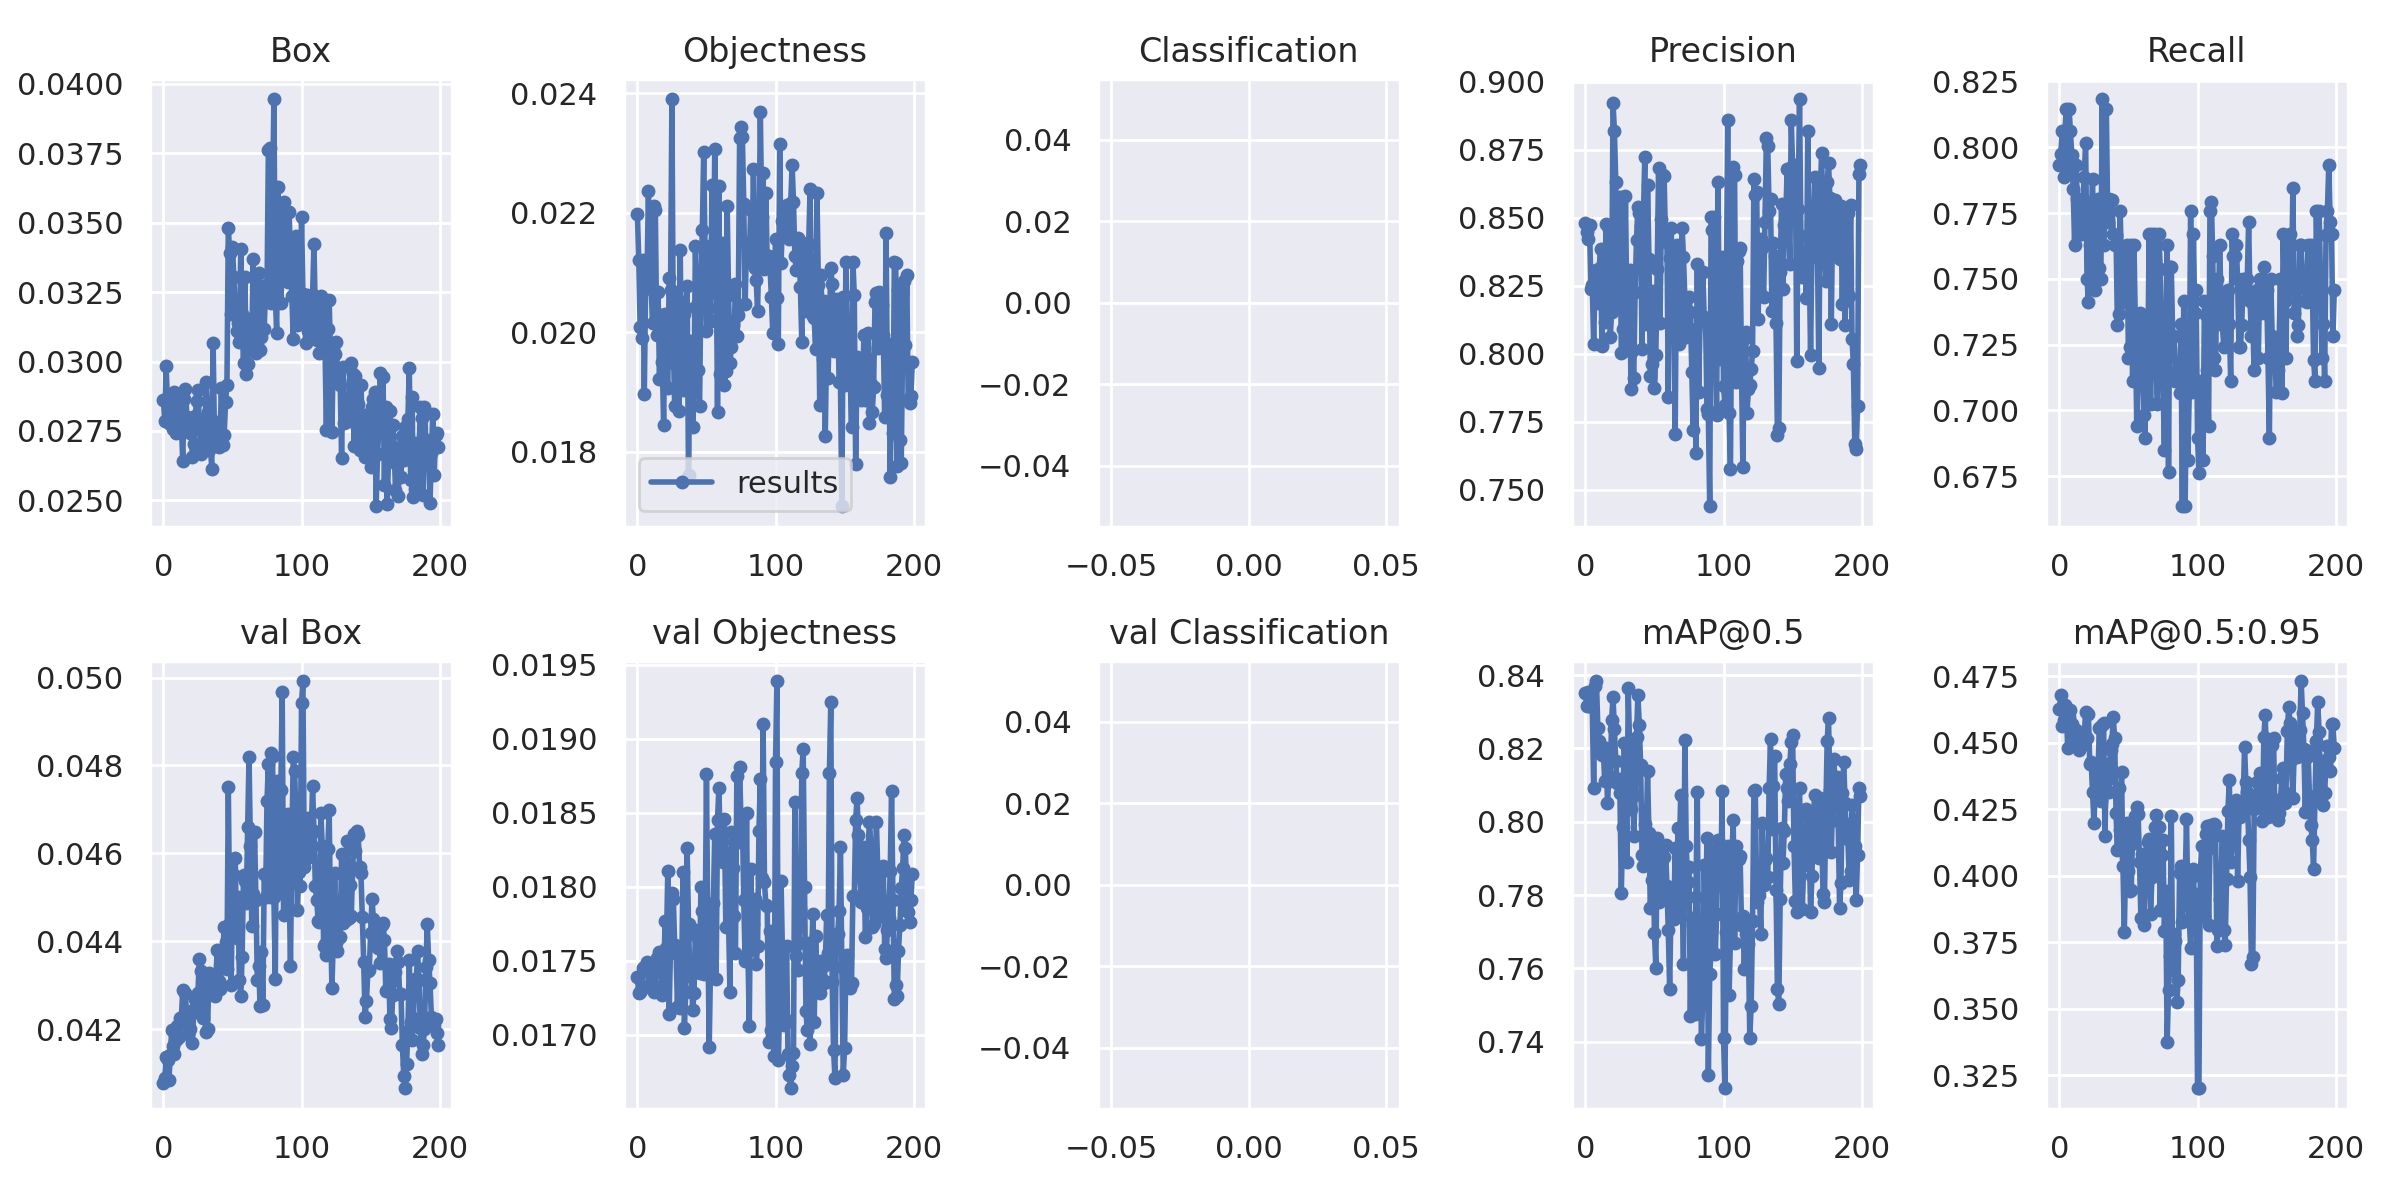 Box
0.0400
0.0375
0.0350
0.0325
0.0300
0.0275
0.0250
0 100 200
Objectness
0.024
0.022
0.020
0.018
results
0 100 200
Classification
0.04
0.02
0.00
−0.02
−0.04
−0.05 0.00 0.05
Precision
0.900
0.875
0.850
0.825
0.800
0.775
0.750
0 100 200
Recall
0.825
0.800
0.775
0.750
0.725
0.700
0.675
0 100 200
val Box
0.050
0.048
0.046
0.044
0.042
0 100 200
val Objectness
0.0195
0.0190
0.0185
0.0180
0.0175
0.0170
0 100 200
val Classification
0.04
0.02
0.00
−0.02
−0.04
−0.05 0.00 0.05
mAP@0.5
0.84
0.82
0.80
0.78
0.76
0.74
0 100 200
mAP@0.5:0.95
0.475
0.450
0.425
0.400
0.375
0.350
0.325
0 100 200